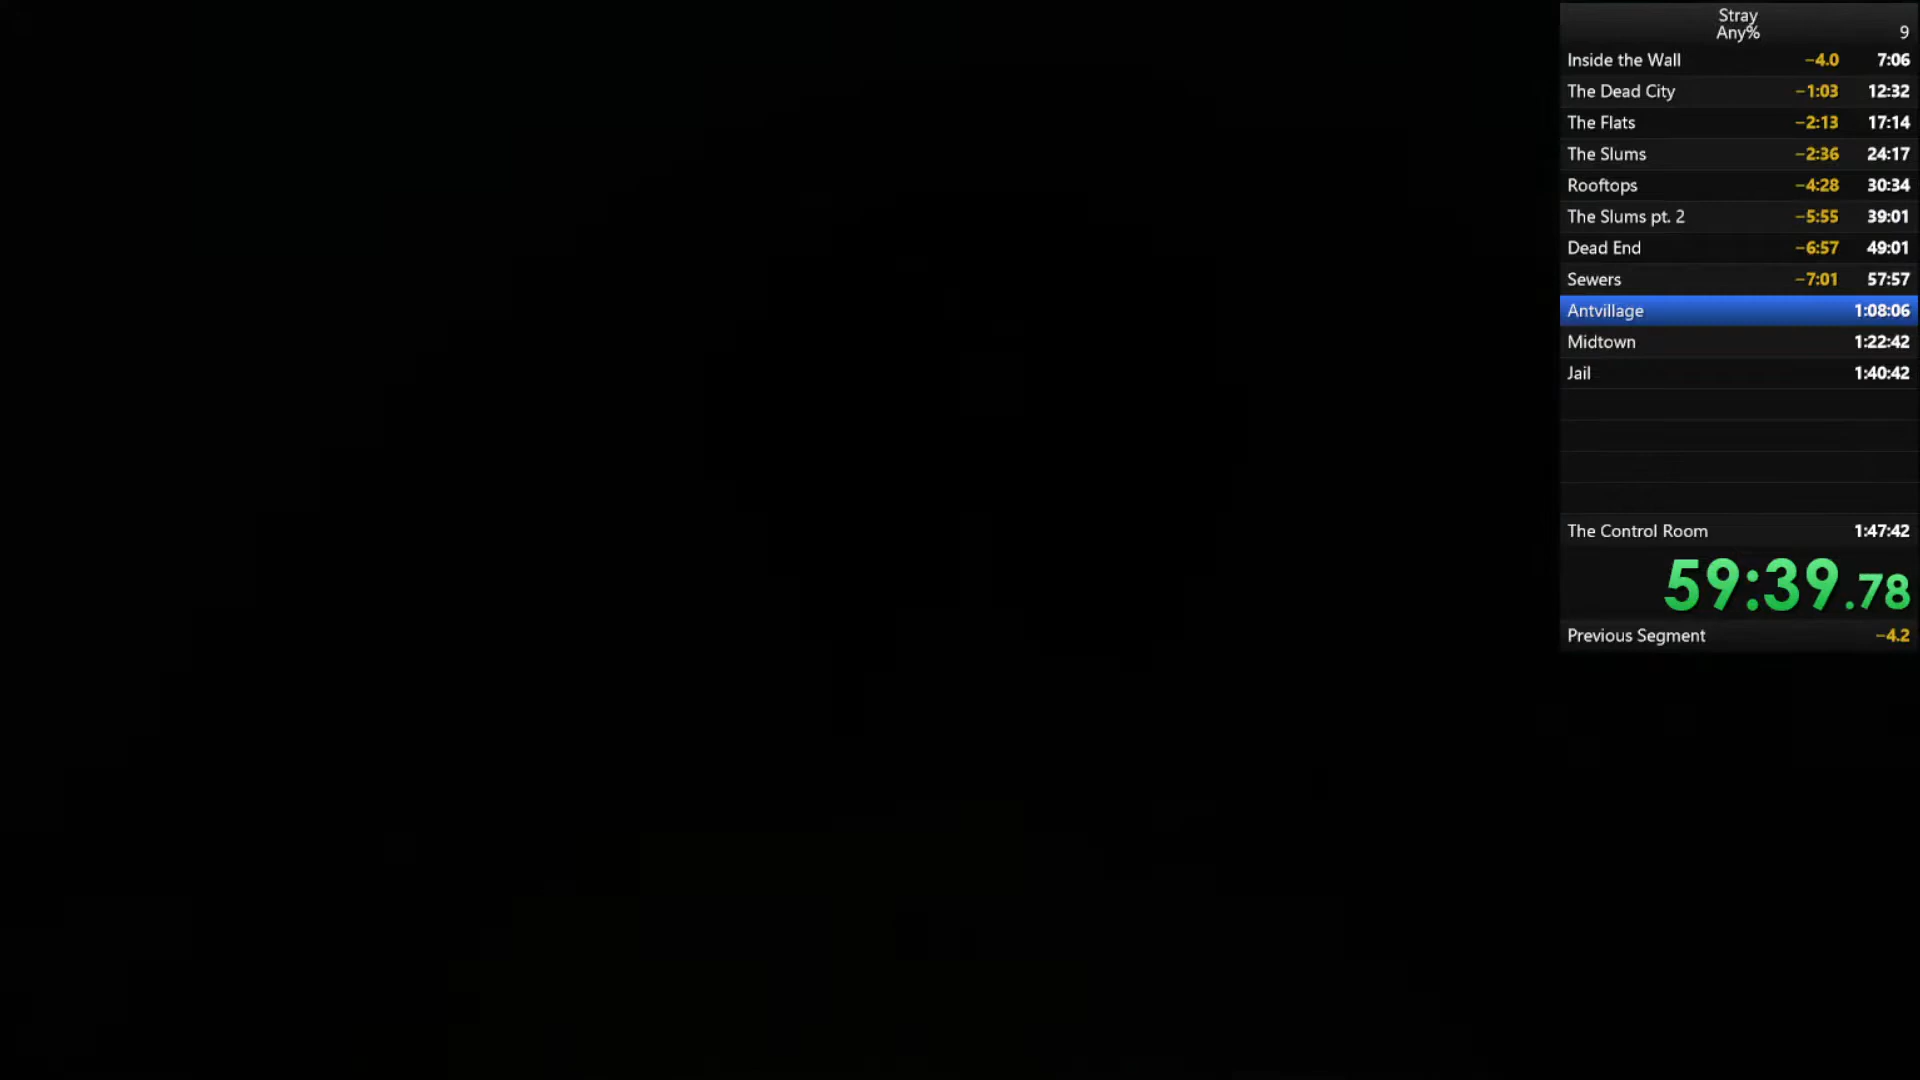 Stray
Any%
9
Inside the Wall −4.0 7:06
The Dead City −1:03 12:32
The Flats −2:13 17:14
The Slums −2:36 24:17
Rooftops −4:28 30:34
The Slums pt. 2 −5:55 39:01
Dead End −6:57 49:01
Sewers −7:01 57:57
Antvillage 1:08:06
Midtown 1:22:42
Jail 1:40:42
The Control Room 1:47:42
59:39.78
Previous Segment −4.2